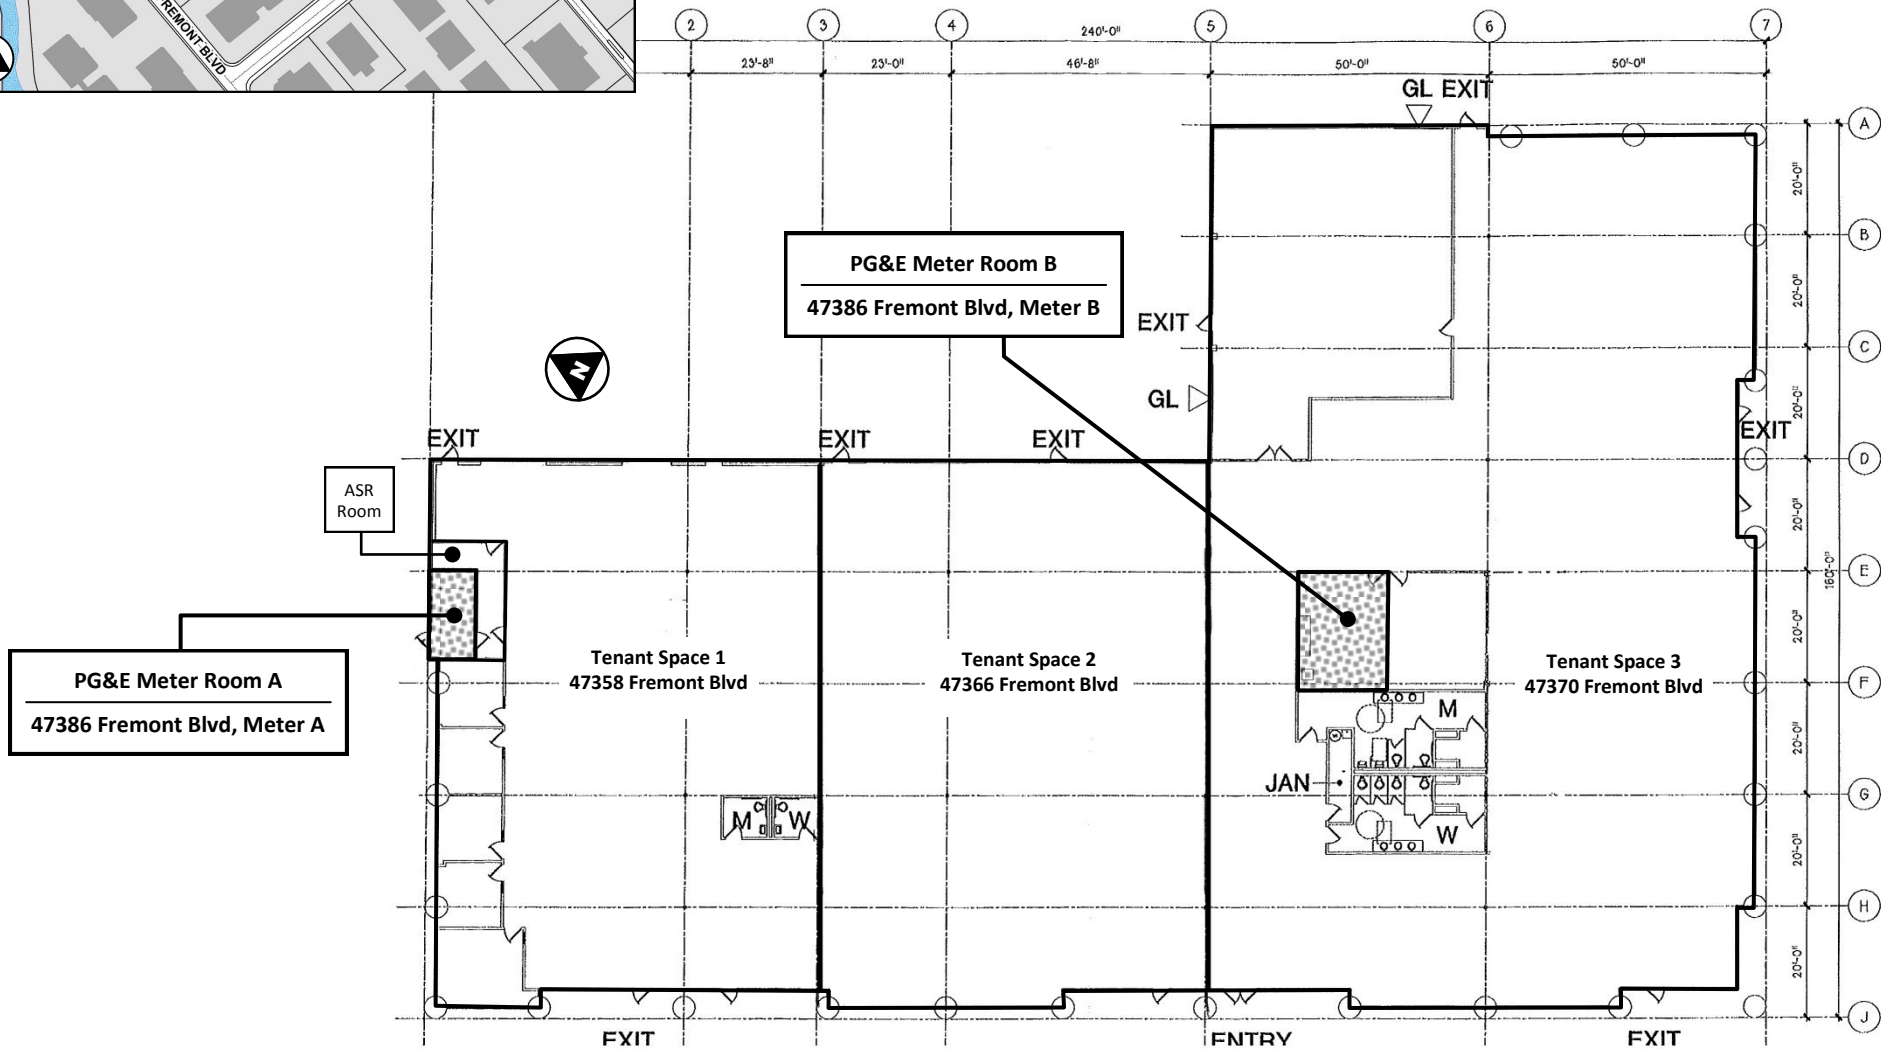 REMONT BLVD
2
3
4
5
6
7
240'-0"
23'-8"
23'-0"
46'-8"
50'-0"
50'-0"
GL EXIT
A
20'-0"
B
PG&E Meter Room B
47386 Fremont Blvd, Meter B
20'-0"
EXIT
C
N
GL
20'-0"
EXIT
EXIT
EXIT
EXIT
D
ASR
Room
20'-0"
E
160'-0"
20'-0"
Tenant Space 1
47358 Fremont Blvd
Tenant Space 2
47366 Fremont Blvd
Tenant Space 3
47370 Fremont Blvd
PG&E Meter Room A
47386 Fremont Blvd, Meter A
F
M
20'-0"
JAN
G
M W
W
20'-0"
H
20'-0"
J
EXIT
ENTRY
EXIT